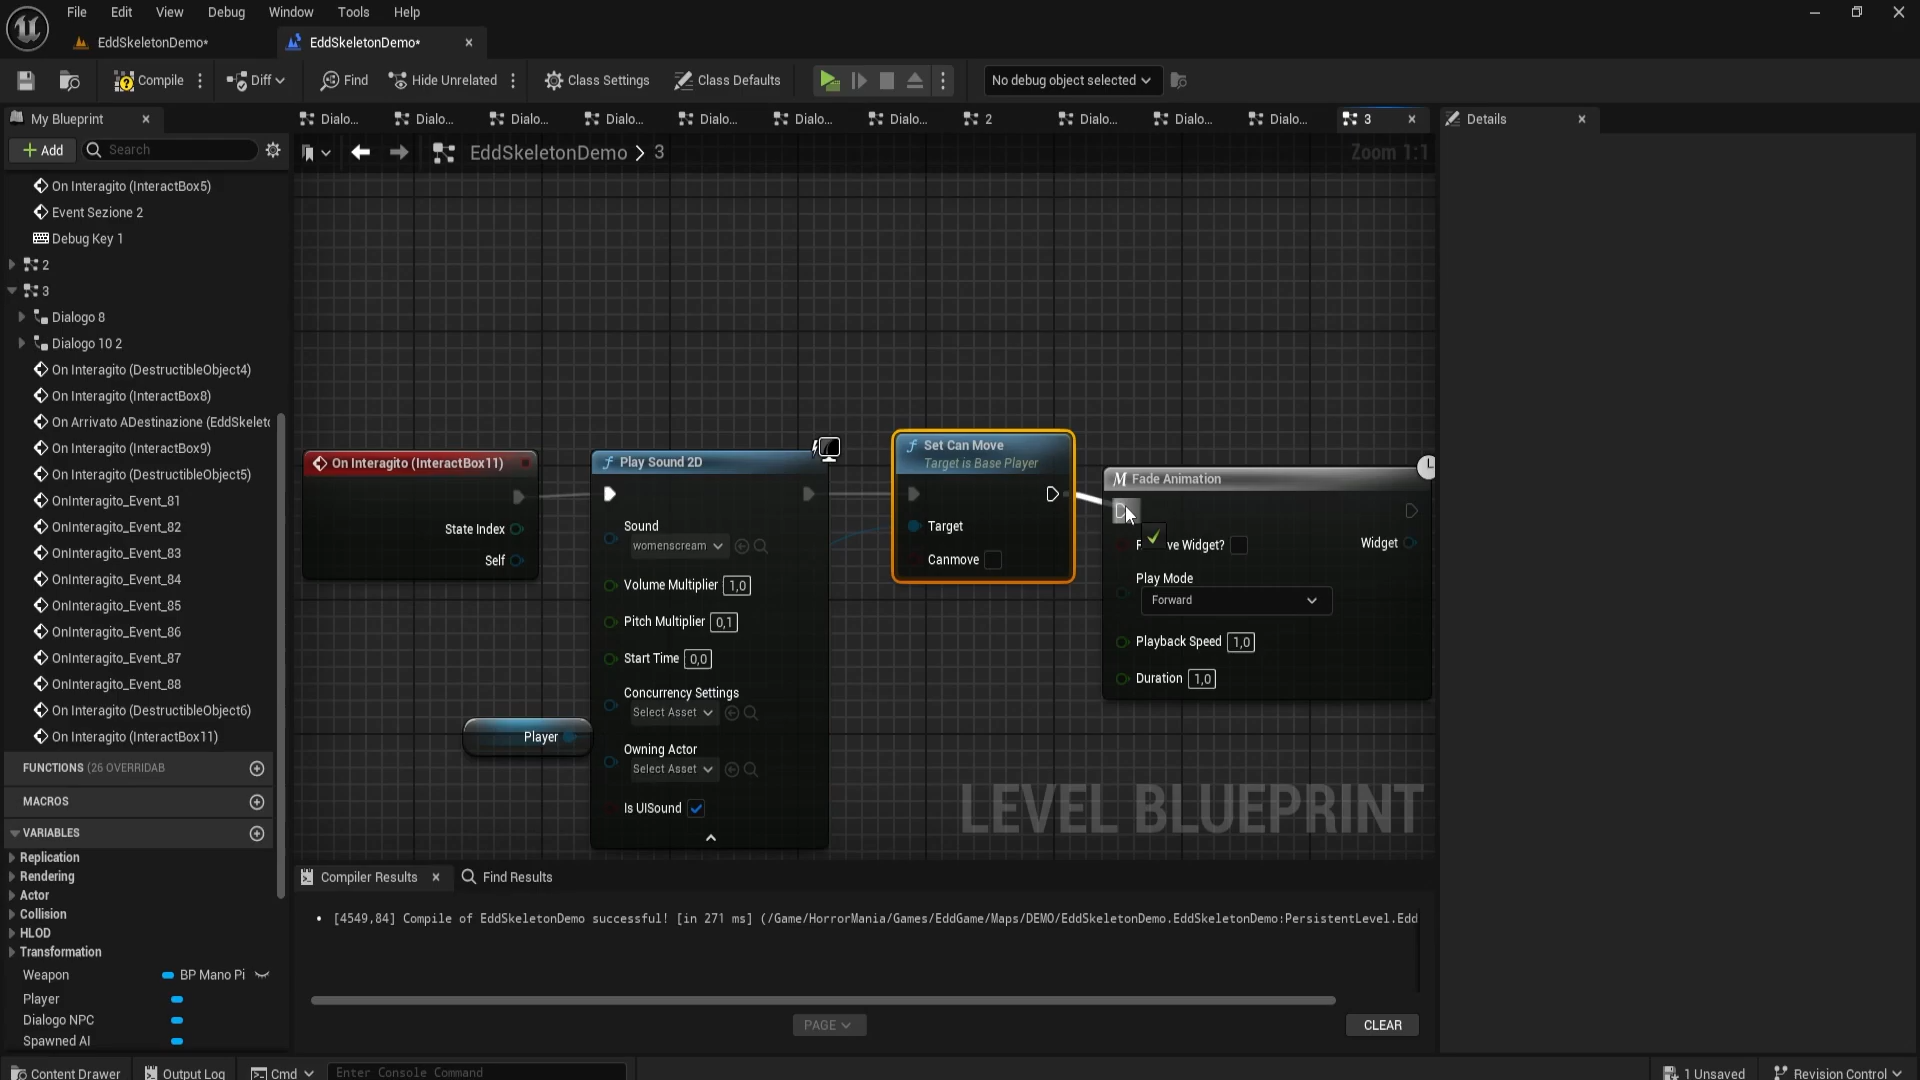 File Edit View Debug Window Tools Help
EddSkeletonDemo*
EddSkeletonDemo*
Compile
Diff
Find
Hide Unrelated
Class Settings
Class Defaults
No debug object selected
My Blueprint
Dialo...
Dialo...
Dialo...
Dialo...
Dialo...
Dialo...
Dialo...
2
Dialo...
Dialo...
Dialo...
3
Details
Add
Search
EddSkeletonDemo > 3
Zoom 1:1
On Interagito (InteractBox5)
Event Sezione 2
Debug Key 1
2
3
Dialogo 8
Dialogo 10 2
On Interagito (DestructibleObject4)
On Interagito (InteractBox8)
On Arrivato ADestinazione (EddSkelet
On Interagito (InteractBox9)
On Interagito (DestructibleObject5)
OnInteragito_Event_81
OnInteragito_Event_82
OnInteragito_Event_83
OnInteragito_Event_84
OnInteragito_Event_85
OnInteragito_Event_86
OnInteragito_Event_87
OnInteragito_Event_88
On Interagito (DestructibleObject6)
On Interagito (InteractBox11)
FUNCTIONS (26 OVERRIDAB
MACROS
VARIABLES
Replication
Rendering
Actor
Collision
HLOD
Transformation
Weapon BP Mano Pi
Player
Dialogo NPC
Spawned AI
On Interagito (InteractBox11)
State Index
Self
Player
Play Sound 2D
Sound
womenscream
Volume Multiplier 1,0
Pitch Multiplier 0,1
Start Time 0,0
Concurrency Settings
Select Asset
Owning Actor
Select Asset
Is UISound
Set Can Move
Target is Base Player
Target
Canmove
Fade Animation
ve Widget?
Widget
Play Mode
Forward
Playback Speed 1,0
Duration 1,0
LEVEL BLUEPRINT
Compiler Results
Find Results
[4549,84] Compile of EddSkeletonDemo successful! [in 271 ms] (/Game/HorrorMania/Games/EddGame/Maps/DEMO/EddSkeletonDemo.EddSkeletonDemo:PersistentLevel.Edd
PAGE
CLEAR
Content Drawer
Output Log
Cmd
Enter Console Command
1 Unsaved
Revision Control